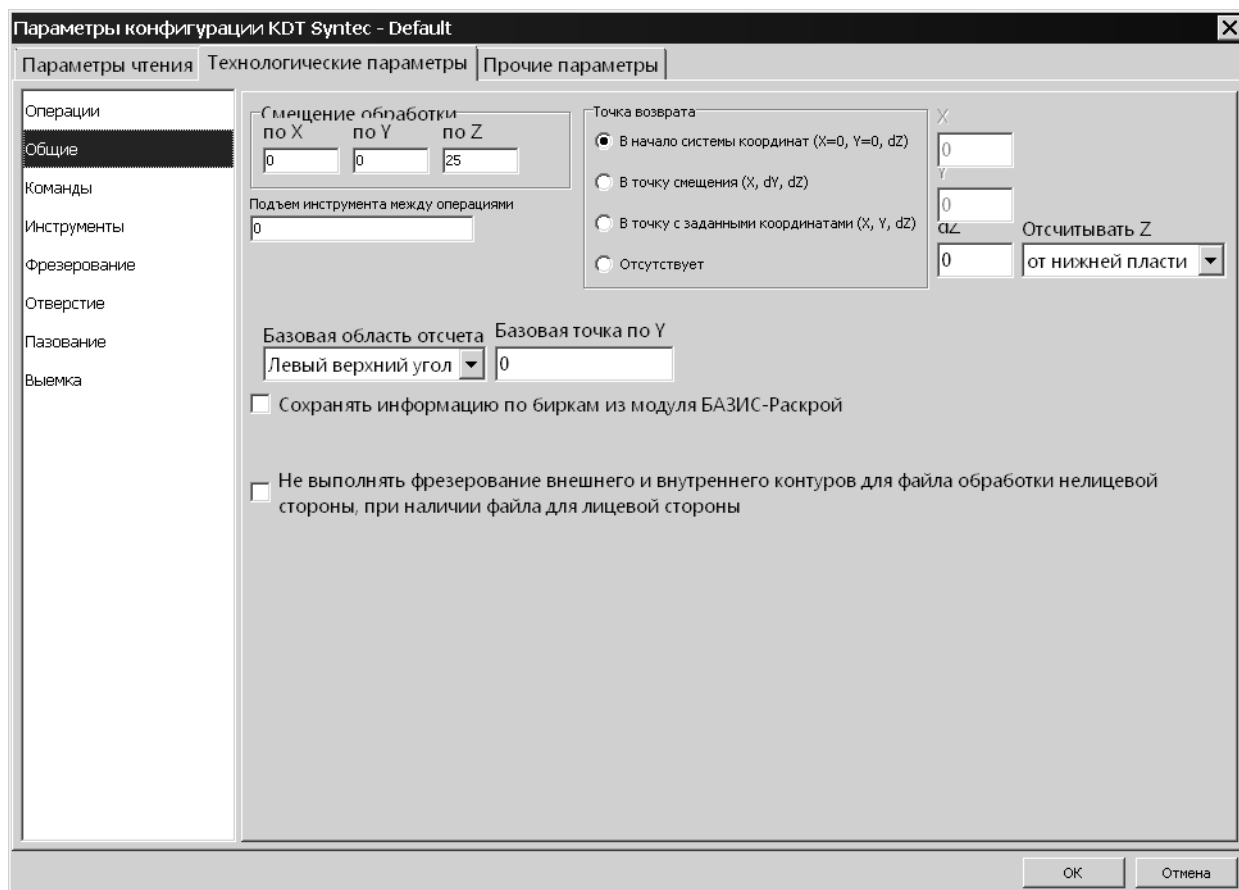 Параметры конфигурации KDT Syntec - Default
Параметры чтения Технологические параметры Прочие параметры
Операции
Общие
Команды
Инструменты
Фрезерование
Отверстие
Пазование
Выемка
Смещение обработки
по X по Y по Z
0 0 25
Подъем инструмента между операциями
0
Точка возврата
В начало системы координат (X=0, Y=0, dZ)
В точку смещения (X, dY, dZ)
В точку с заданными координатами (X, Y, dZ)
Отсутствует
X
0
Y
0
dZ Отсчитывать Z
0 от нижней пласти
Базовая область отсчета Базовая точка по Y
Левый верхний угол 0
Сохранять информацию по биркам из модуля БАЗИС-Раскрой
Не выполнять фрезерование внешнего и внутреннего контуров для файла обработки нелицевой
стороны, при наличии файла для лицевой стороны
ОК Отмена